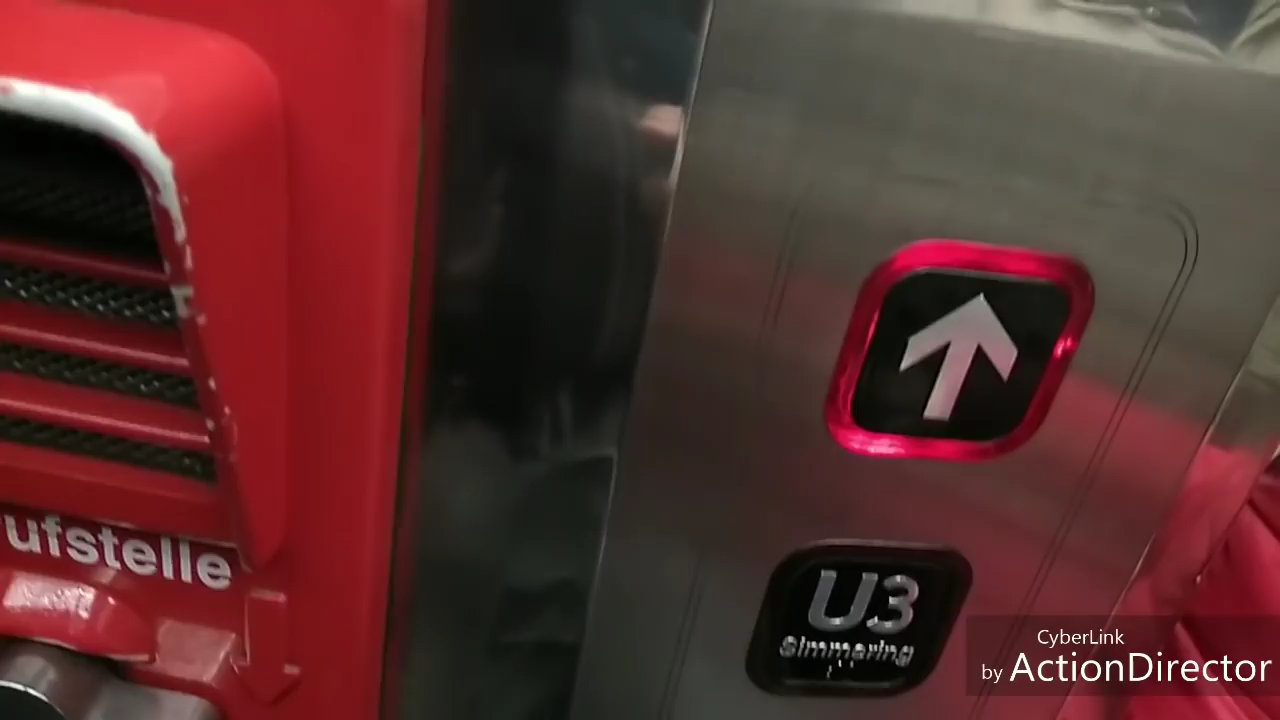 ufstelle
U3
Simmering
CyberLink
by ActionDirector